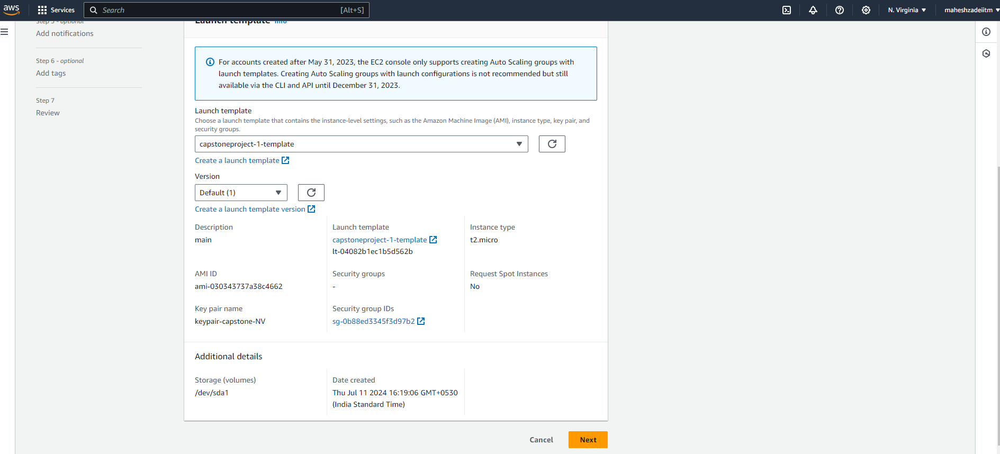 aws
Services
Search
[Alt+S]
N. Virginia
maheshzadeiitm
Step 5 - optional
Add notifications
Step 6 - optional
Add tags
Step 7
Review
Launch template Info
For accounts created after May 31, 2023, the EC2 console only supports creating Auto Scaling groups with
launch templates. Creating Auto Scaling groups with launch configurations is not recommended but still
available via the CLI and API until December 31, 2023.
Launch template
Choose a launch template that contains the instance-level settings, such as the Amazon Machine Image (AMI), instance type, key pair, and
security groups.
capstoneproject-1-template
Create a launch template
Version
Default (1)
Create a launch template version
Description
main
Launch template
capstoneproject-1-template
lt-04082b1ec1b5d562b
Instance type
t2.micro
AMI ID
ami-030343737a38c4662
Security groups
-
Request Spot Instances
No
Key pair name
keypair-capstone-NV
Security group IDs
sg-0b88ed3345f3d97b2
Additional details
Storage (volumes)
/dev/sda1
Date created
Thu Jul 11 2024 16:19:06 GMT+0530
(India Standard Time)
Cancel
Next